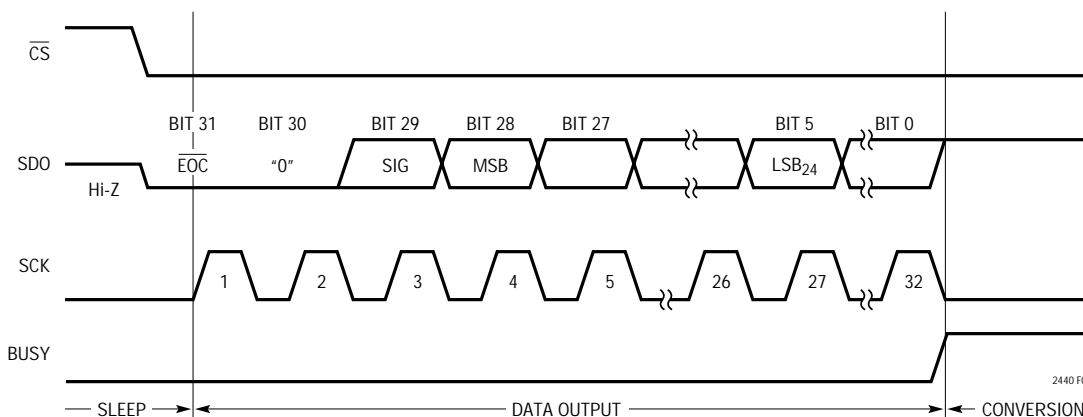 CS
BIT 31 BIT 30 BIT 29 BIT 28 BIT 27 BIT 5 BIT 0
SDO EOC "0" SIG MSB LSB24
Hi-Z
SCK 1 2 3 4 5 26 27 32
BUSY
2440 F0
SLEEP DATA OUTPUT CONVERSION